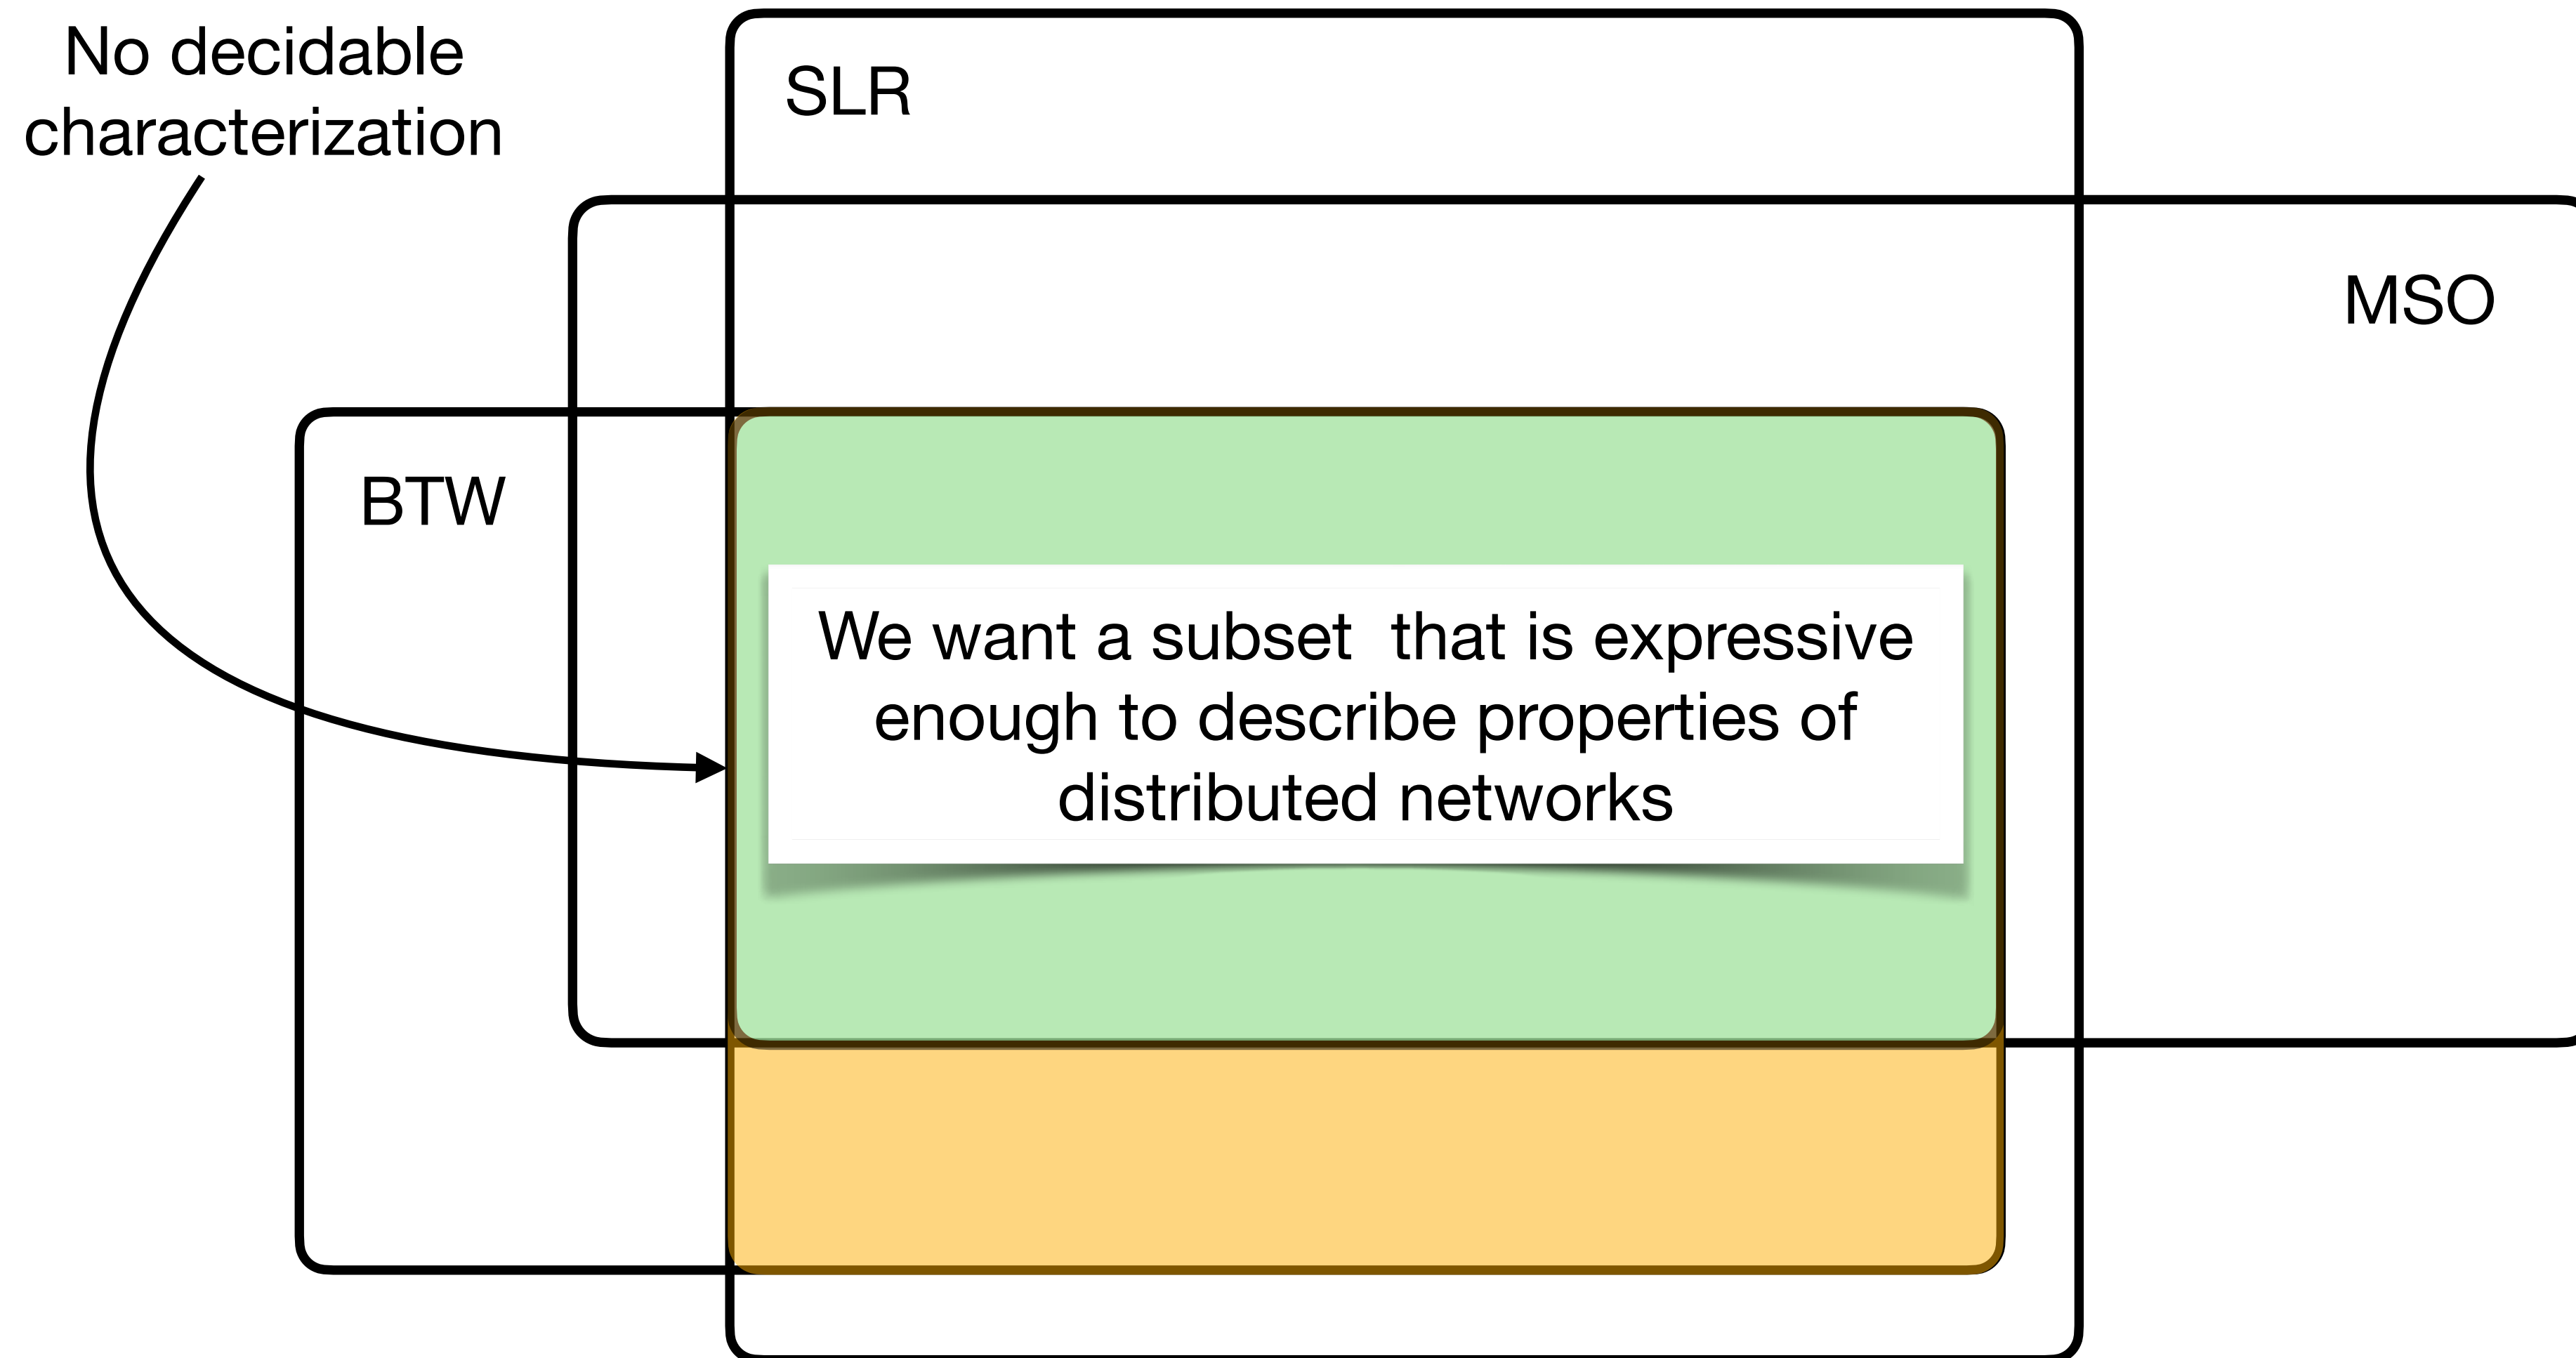 No decidable
characterization
SLR
MSO
BTW
We want a subset  that is expressive
enough to describe properties of
distributed networks